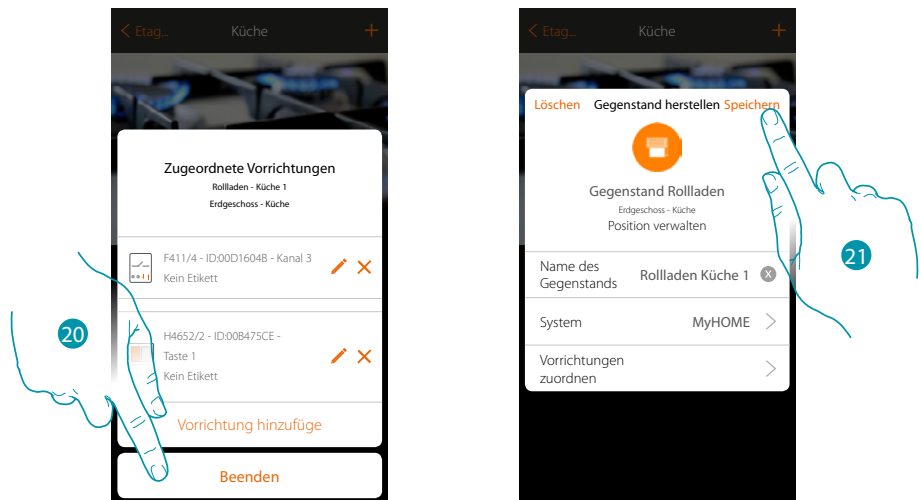 Etag...
Küche
+
Zugeordnete Vorrichtungen
Rollladen - Küche 1
Erdgeschoss - Küche
F411/4 - ID:00D1604B - Kanal 3
Kein Etikett
H4652/2 - ID:00B475CE -
Taste 1
Kein Etikett
Vorrichtung hinzufüge
Beenden
20
Etag...
Küche
+
Löschen Gegenstand herstellen Speichern
Gegenstand Rollladen
Erdgeschoss - Küche
Position verwalten
Name des
Gegenstands
Rollladen Küche 1
X
System MyHOME
Vorrichtungen
zuordnen
21